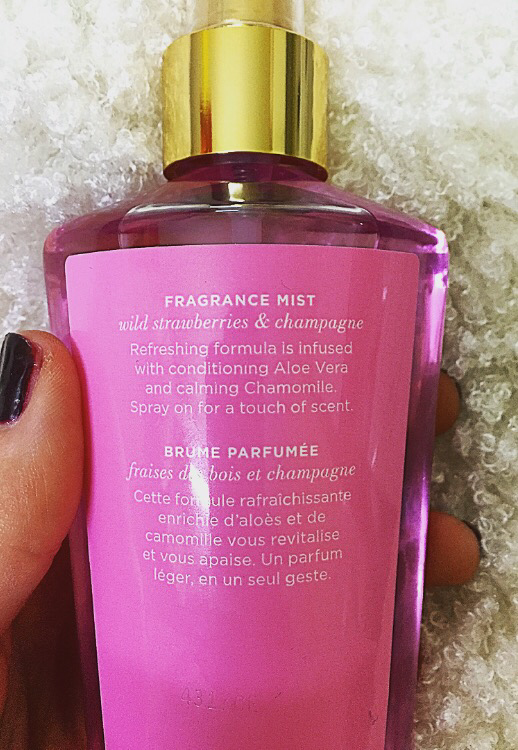 FRAGRANCE MIST
wild strawberries & champagne
Refreshing formula is infused
with conditioning Aloe Vera
and calming Chamomile.
Spray on for a touch of scent.
BRUME PARFUMÉE
fraises des bois et champagne
Cette formule rafraîchissante
enrichie d'aloès et de
camomille vous revitalise
et vous apaise. Un parfum
léger, en un seul geste.